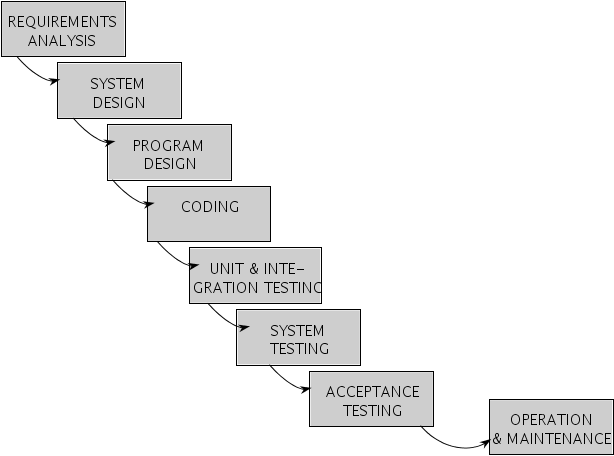 REQUIREMENTS
ANALYSIS
SYSTEM
DESIGN
PROGRAM
DESIGN
CODING
UNIT & INTE-
GRATION TESTING
SYSTEM
TESTING
ACCEPTANCE
TESTING
OPERATION
& MAINTENANCE